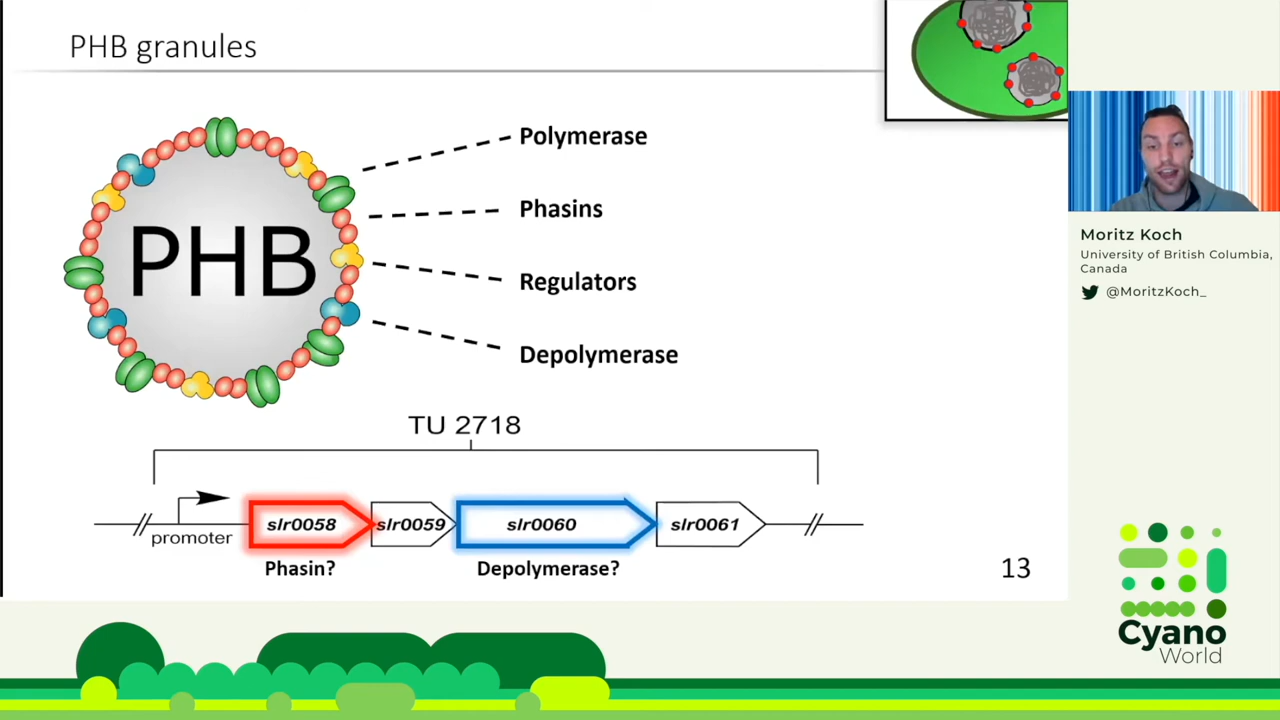 PHB granules
Polymerase
Phasins
Regulators
Depolymerase
PHB
TU 2718
promoter
slr0058
slr0059
slr0060
slr0061
Phasin?
Depolymerase?
13
Moritz Koch
University of British Columbia,
Canada
@MoritzKoch_
Cyano
World